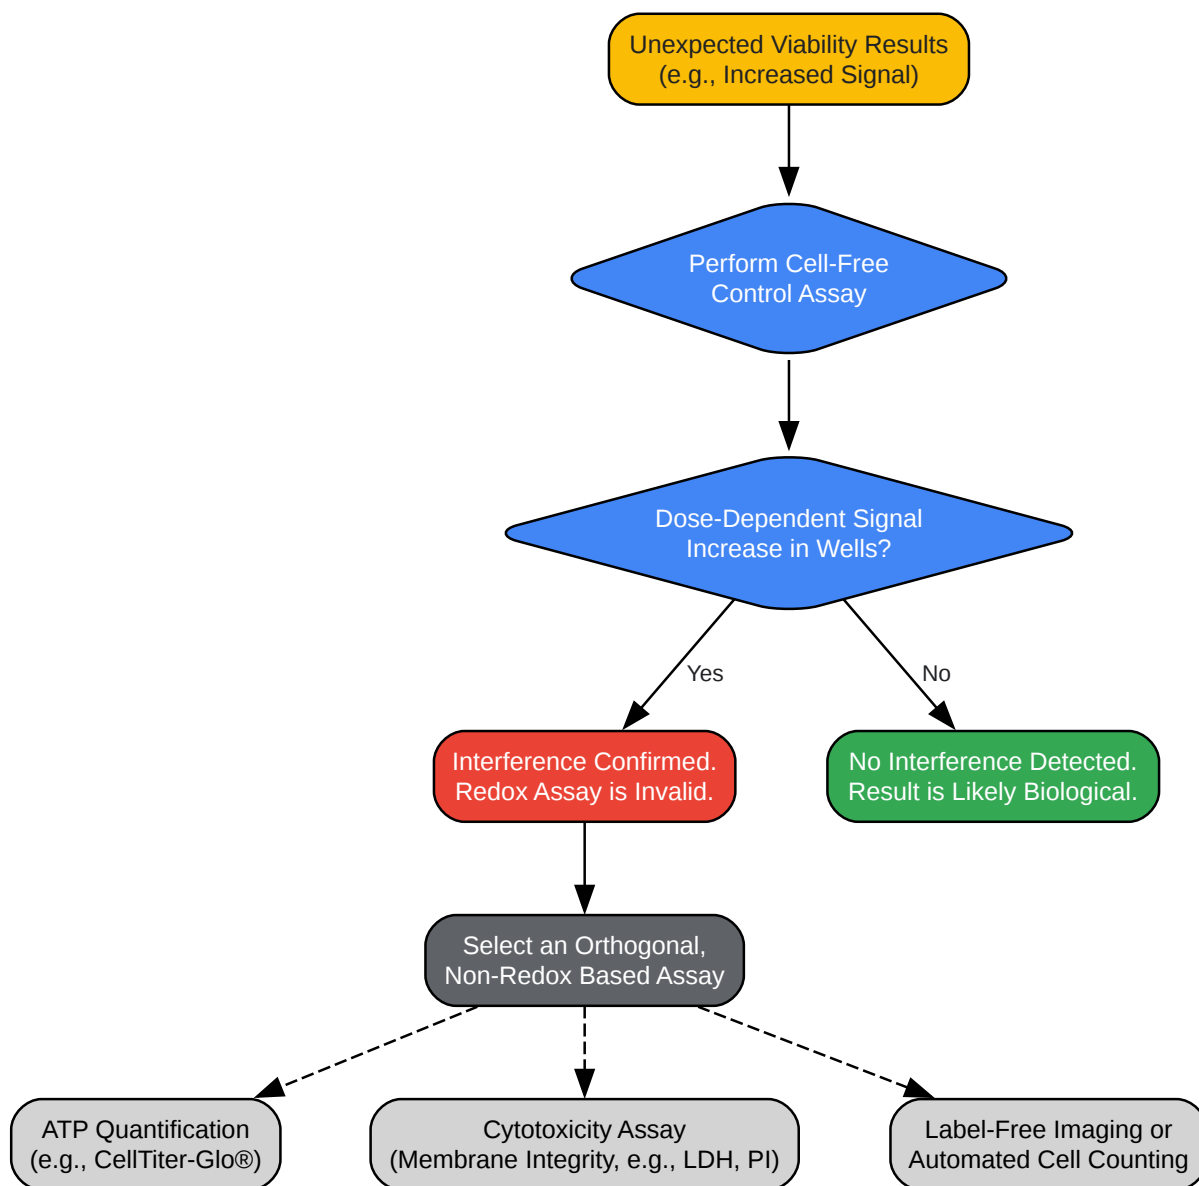 Unexpected Viability Results
(e.g., Increased Signal)
Perform Cell-Free
Control Assay
Dose-Dependent Signal
Increase in Wells?
Yes
No
Interference Confirmed.
Redox Assay is Invalid.
No Interference Detected.
Result is Likely Biological.
Select an Orthogonal,
Non-Redox Based Assay
ATP Quantification
(e.g., CellTiter-Glo®)
Cytotoxicity Assay
(Membrane Integrity, e.g., LDH, PI)
Label-Free Imaging or
Automated Cell Counting